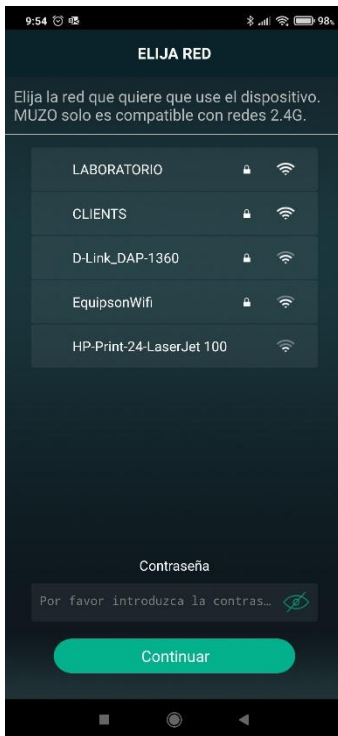 9:54 98%
ELIJA RED
Elija la red que quiere que use el dispositivo.
MUZO solo es compatible con redes 2.4G.
LABORATORIO
CLIENTS
D-Link_DAP-1360
EquipsonWifi
HP-Print-24-LaserJet 100
Contraseña
Por favor introduzca la contras…
Continuar